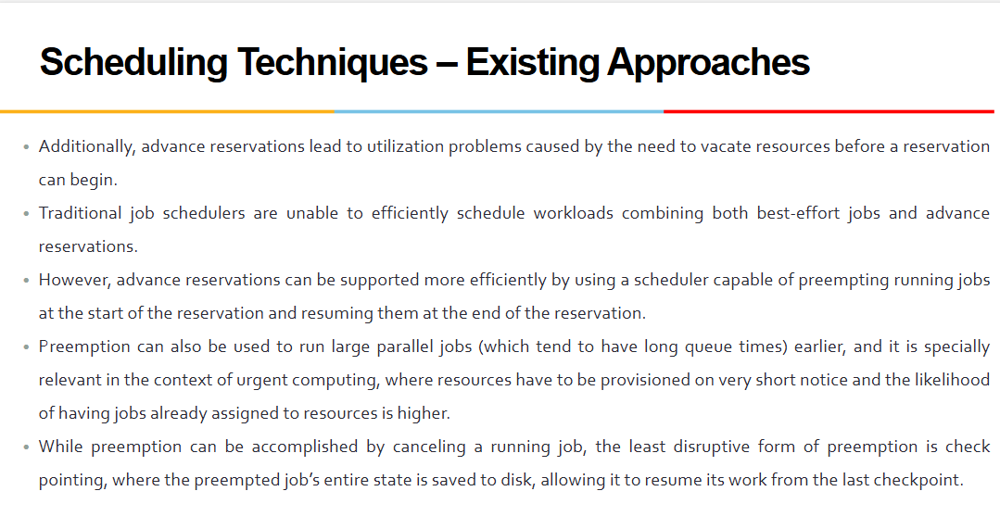 Scheduling Techniques – Existing Approaches
• Additionally, advance reservations lead to utilization problems caused by the need to vacate resources before a reservation
can begin.
• Traditional job schedulers are unable to efficiently schedule workloads combining both best-effort jobs and advance
reservations.
• However, advance reservations can be supported more efficiently by using a scheduler capable of preempting running jobs
at the start of the reservation and resuming them at the end of the reservation.
• Preemption can also be used to run large parallel jobs (which tend to have long queue times) earlier, and it is specially
relevant in the context of urgent computing, where resources have to be provisioned on very short notice and the likelihood
of having jobs already assigned to resources is higher.
• While preemption can be accomplished by canceling a running job, the least disruptive form of preemption is check
pointing, where the preempted job’s entire state is saved to disk, allowing it to resume its work from the last checkpoint.